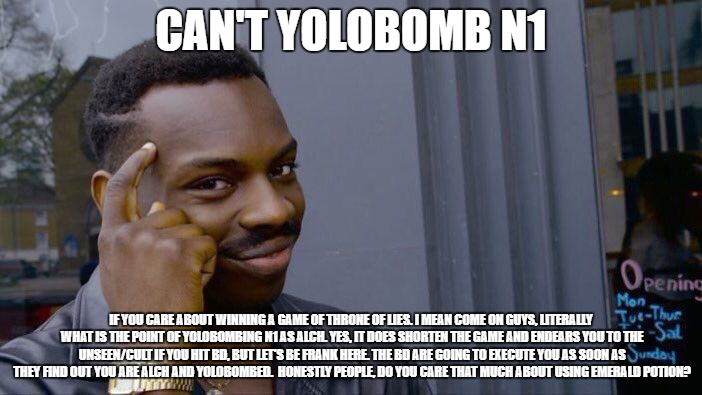 CAN'T YOLOBOMB N1
Opening
Mon
Tue-Thur
-Sat
Sunday
IF YOU CARE ABOUT WINNING A GAME OF THRONE OF LIES. I MEAN COME ON GUYS, LITERALLY
WHAT IS THE POINT OF YOLOBOMBING N1 AS ALCH. YES, IT DOES SHORTEN THE GAME AND ENDEARS YOU TO THE
UNSEEN/CULT IF YOU HIT BD, BUT LET'S BE FRANK HERE. THE BD ARE GOING TO EXECUTE YOU AS SOON AS
THEY FIND OUT YOU ARE ALCH AND YOLOBOMBED. HONESTLY PEOPLE, DO YOU CARE THAT MUCH ABOUT USING EMERALD POTION?